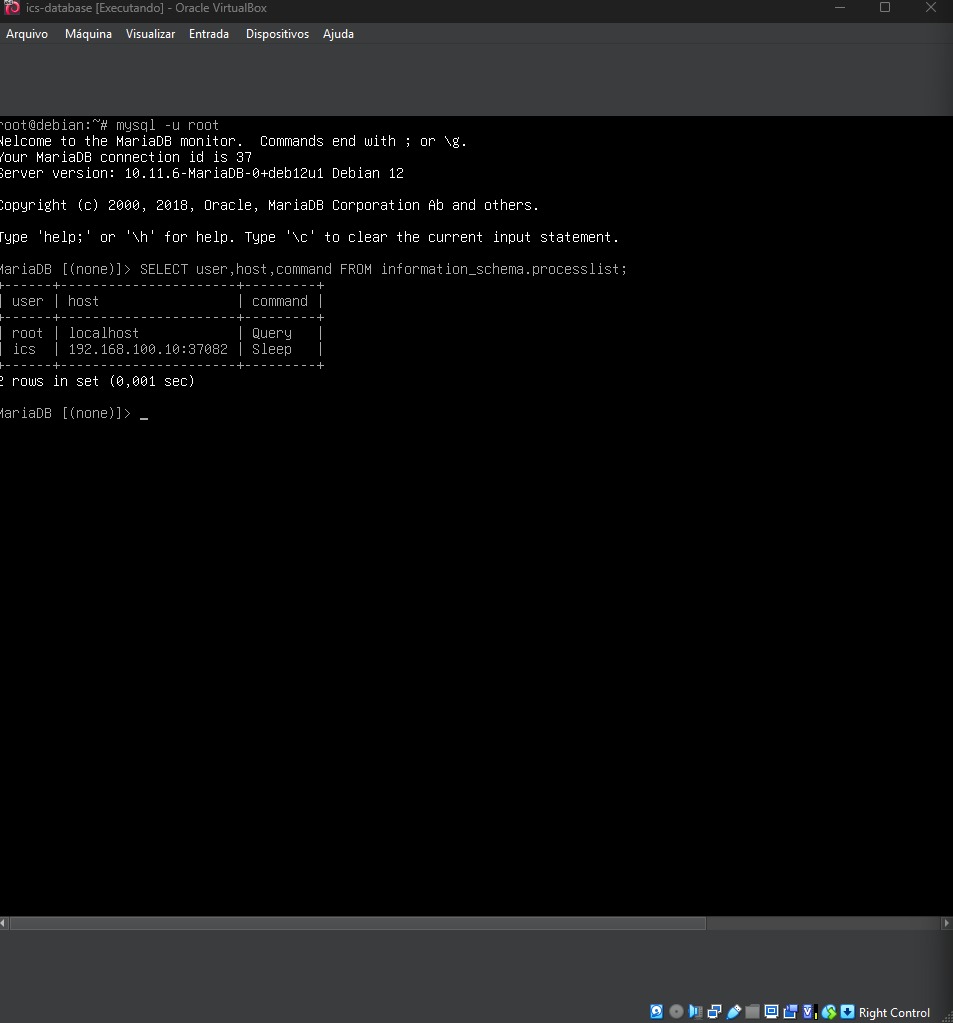 ics-database [Executando] - Oracle VirtualBox
Arquivo Máquina Visualizar Entrada Dispositivos Ajuda
root@debian:~# mysql -u root
Welcome to the MariaDB monitor.  Commands end with ; or \g.
Your MariaDB connection id is 37
Server version: 10.11.6-MariaDB-0+deb12u1 Debian 12
Copyright (c) 2000, 2018, Oracle, MariaDB Corporation Ab and others.
Type 'help;' or '\h' for help. Type '\c' to clear the current input statement.
MariaDB [(none)]> SELECT user,host,command FROM information_schema.processlist;
+------+----------------------+---------+
| user | host                 | command |
+------+----------------------+---------+
| root | localhost            | Query   |
| ics  | 192.168.100.10:37082 | Sleep   |
+------+----------------------+---------+
2 rows in set (0,001 sec)
MariaDB [(none)]> _
Right Control